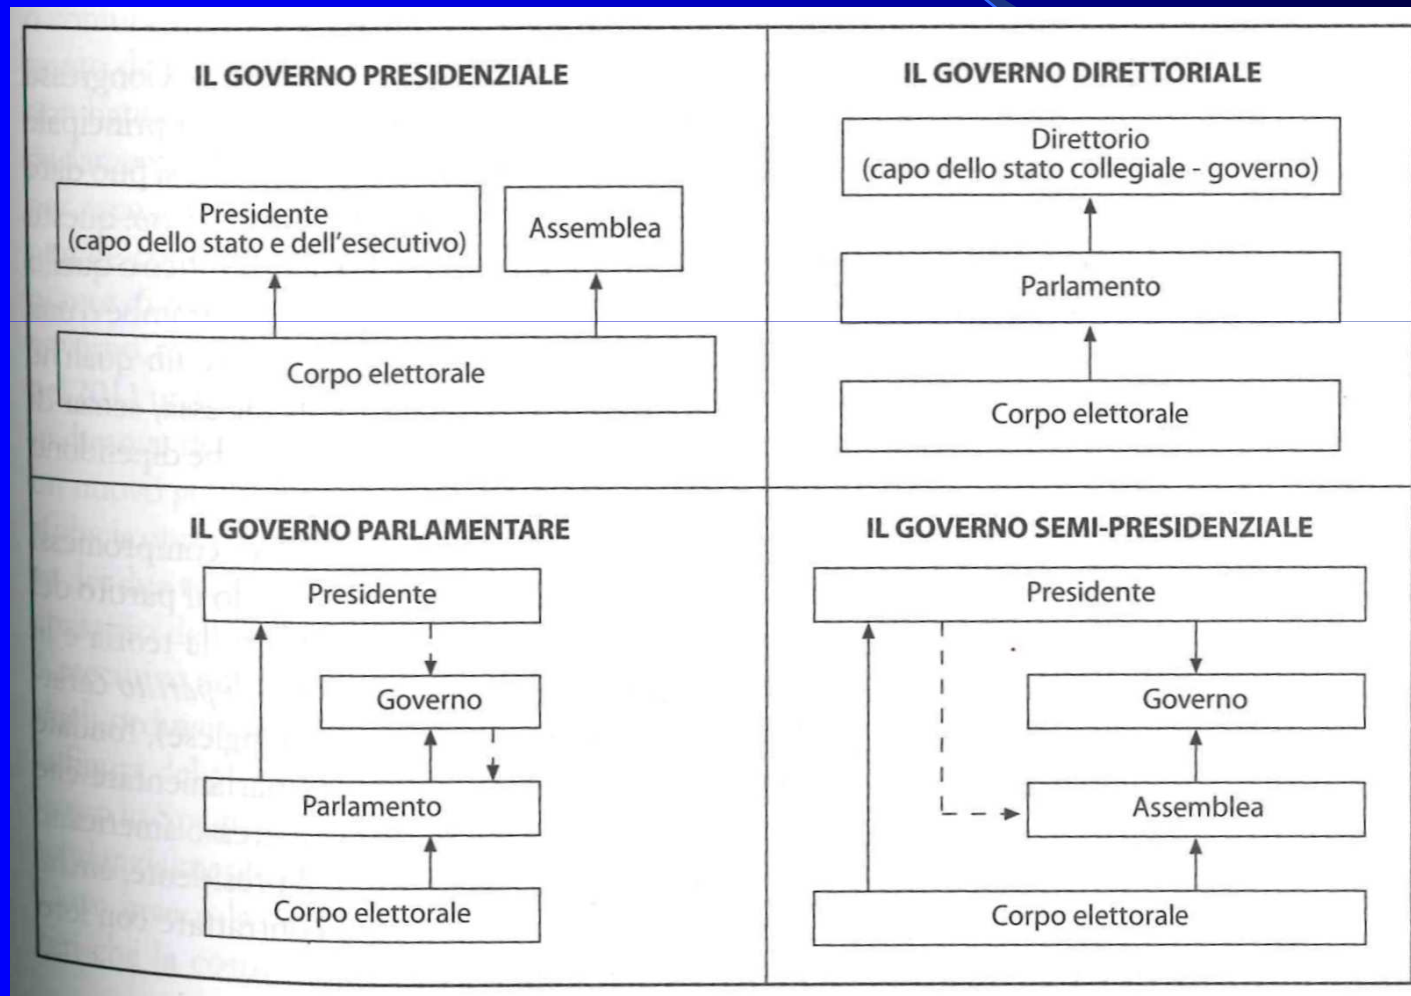 IL GOVERNO PRESIDENZIALE
Presidente
(capo dello stato e dell'esecutivo)
Assemblea
Corpo elettorale
IL GOVERNO DIRETTORIALE
Direttorio
(capo dello stato collegiale - governo)
Parlamento
Corpo elettorale
IL GOVERNO PARLAMENTARE
Presidente
Governo
Parlamento
Corpo elettorale
IL GOVERNO SEMI-PRESIDENZIALE
Presidente
Governo
Assemblea
Corpo elettorale